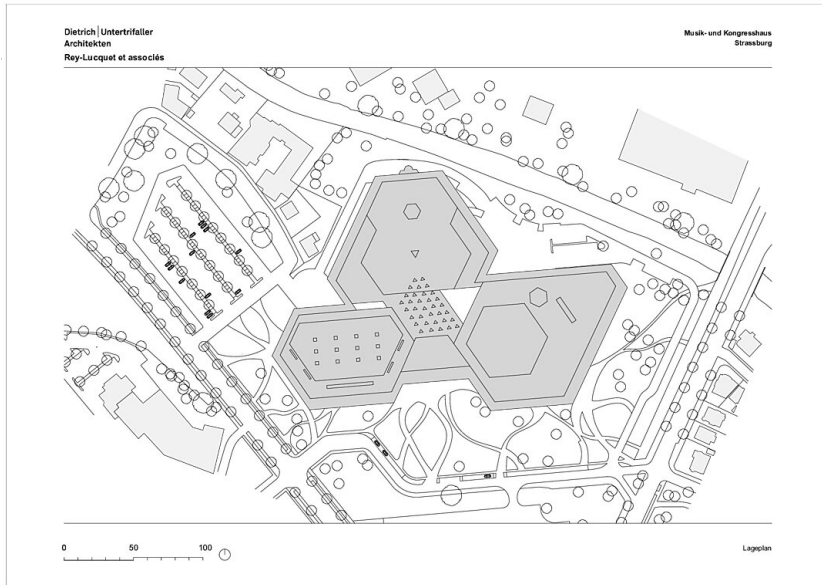 Dietrich | Untertrifaller
Architekten
Rey-Lucquet et associés
Musik- und Kongresshaus
Strassburg
0 50 100
Lageplan